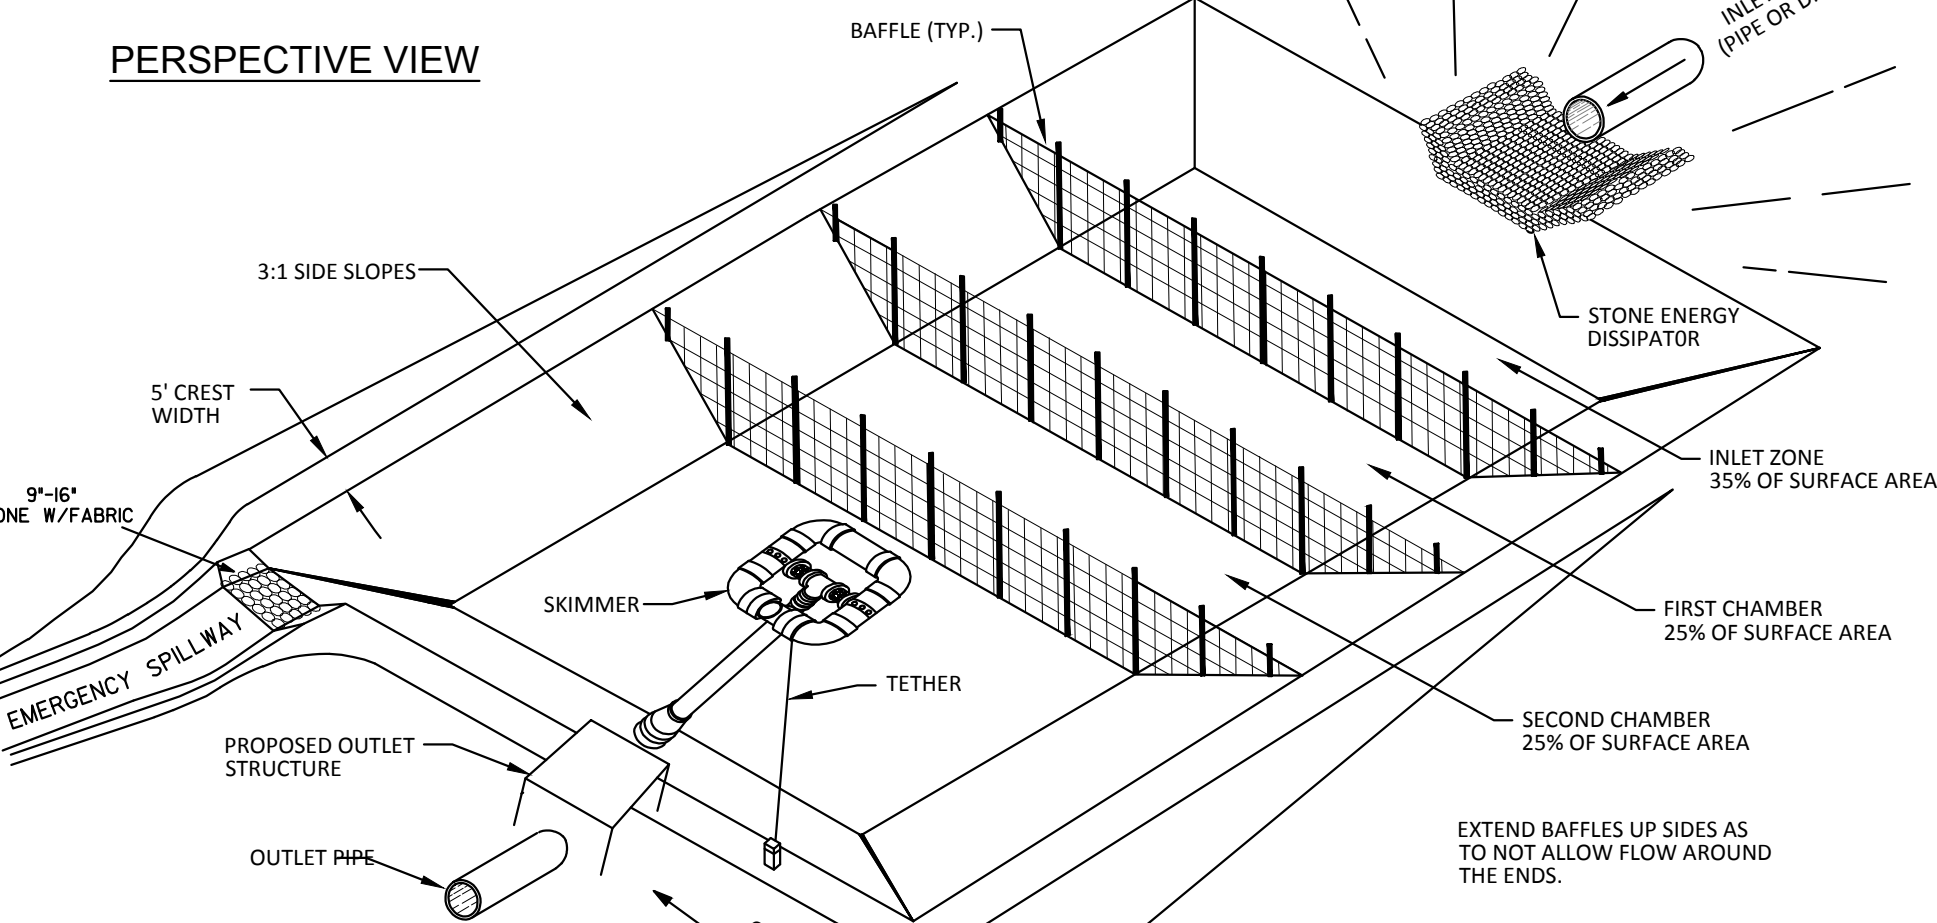 PERSPECTIVE VIEW
BAFFLE (TYP.)
(PIPE OR
3:1 SIDE SLOPES
STONE ENERGY
DISSIPATOR
5' CREST
WIDTH
INLET ZONE
35% OF SURFACE AREA
9"-16"
W/FABRIC
SKIMMER
FIRST CHAMBER
25% OF SURFACE AREA
EMERGENCY SPILLWAY
TETHER
SECOND CHAMBER
25% OF SURFACE AREA
PROPOSED OUTLET
STRUCTURE
EXTEND BAFFLES UP SIDES AS
TO NOT ALLOW FLOW AROUND
THE ENDS.
OUTLET PIPE